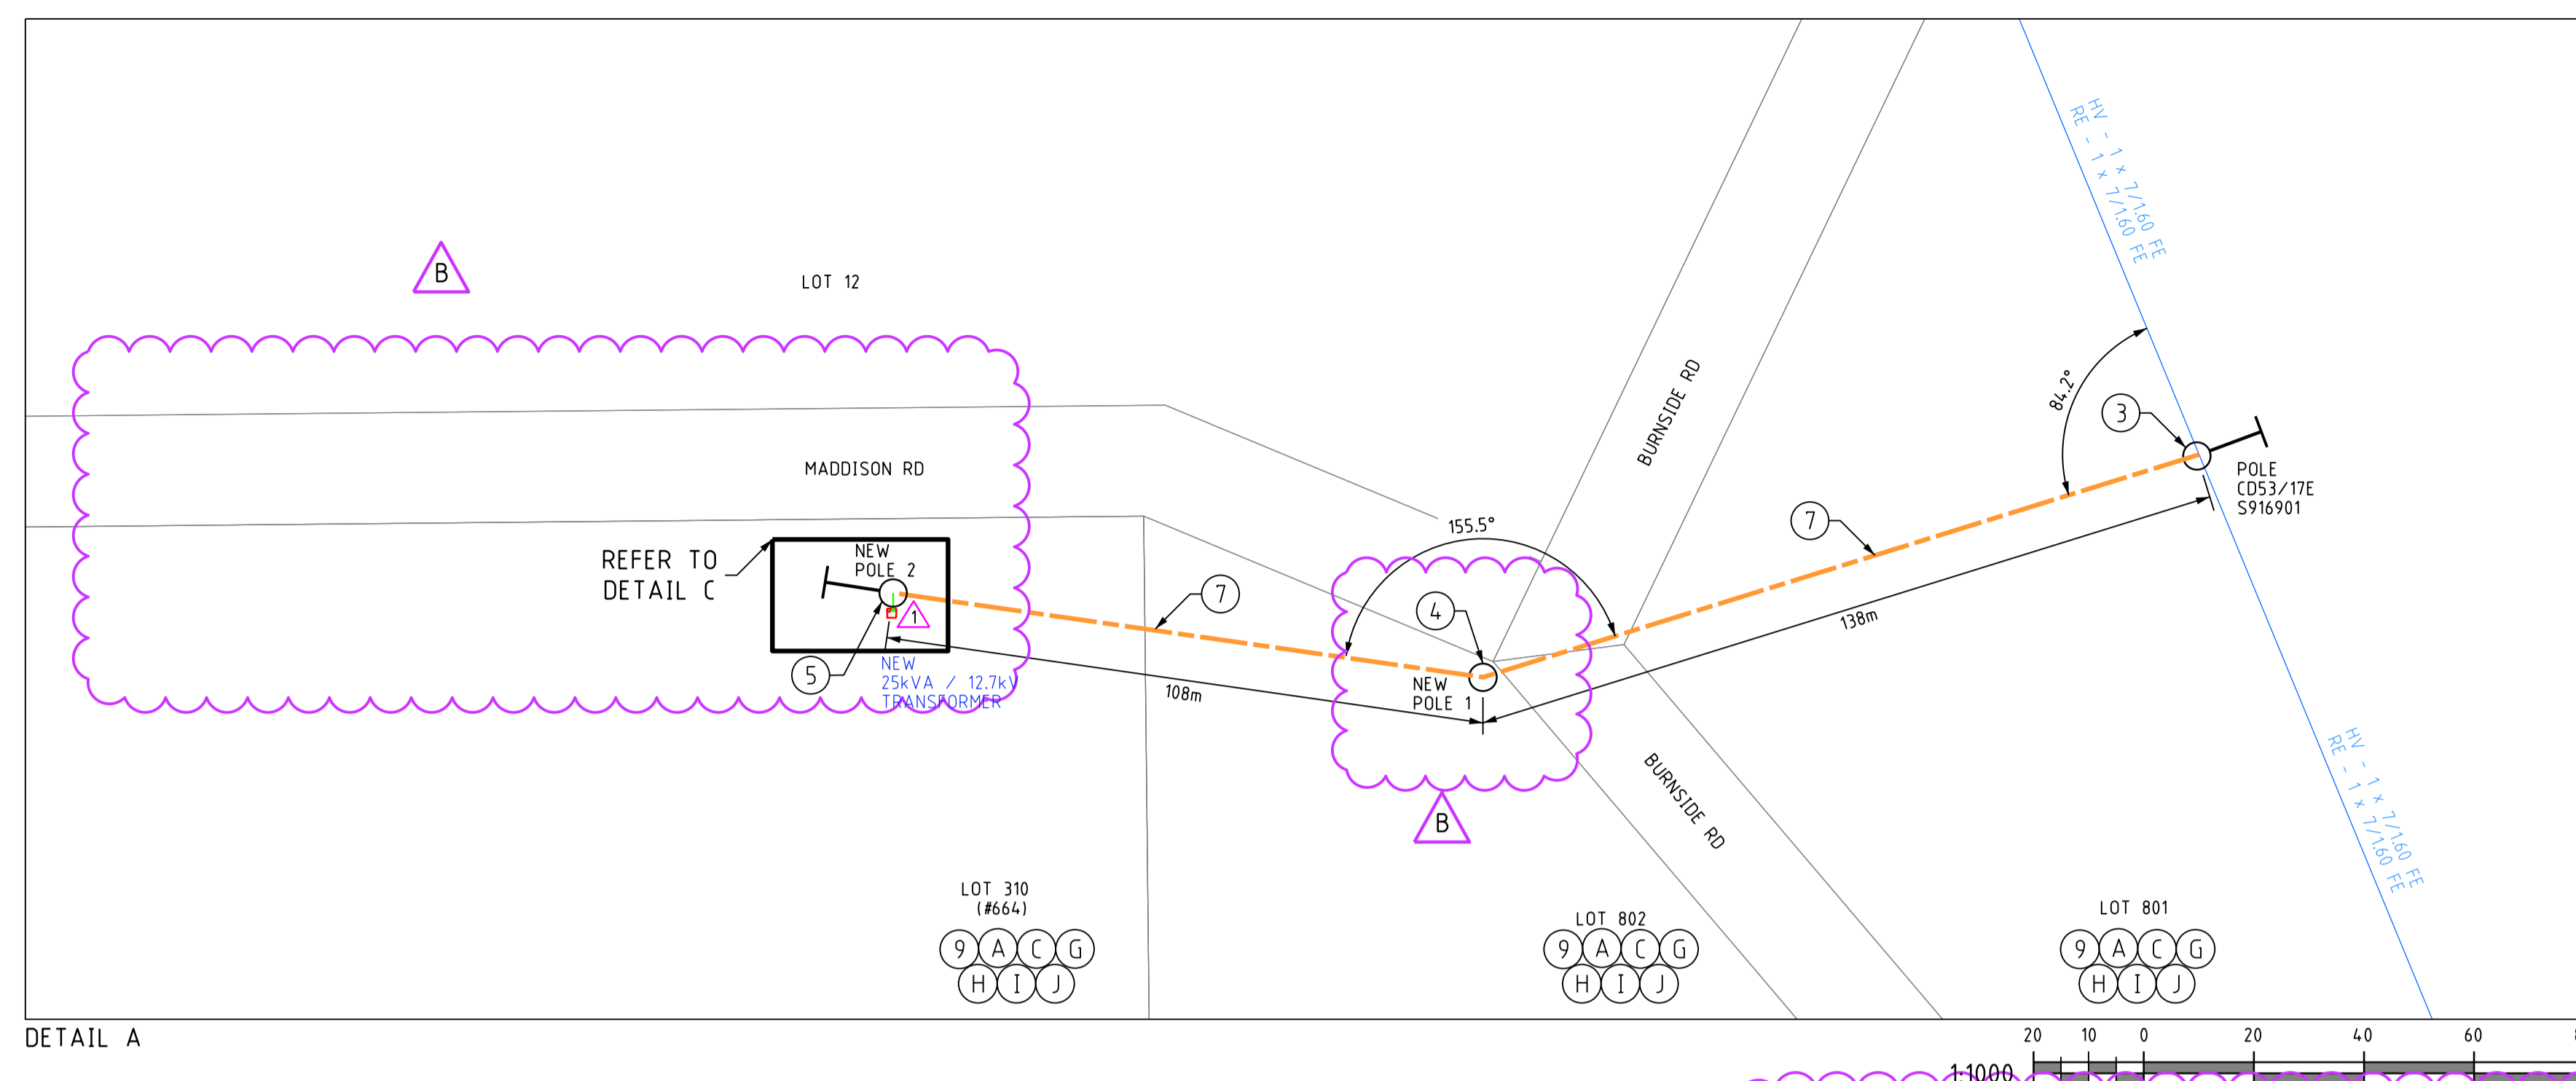 HV - 1 x 7/1.60 FE
RE - 1 x 7/1.60 FE
B
LOT 12
BURNSIDE RD
84.2°
3
MADDISON RD
POLE
CD53/17E
S916901
155.5°
7
REFER TO
DETAIL C
NEW
POLE 2
1
7
4
138m
5
NEW
25kVA / 12.7kV
TRANSFORMER
108m
NEW
POLE 1
BURNSIDE RD
HV - 1 x 7/1.60 FE
RE - 1 x 7/1.60 FE
B
LOT 310
(#664)
9 A C G
H I J
LOT 802
9 A C G
H I J
LOT 801
9 A C G
H I J
DETAIL A
20 10 0 20 40 60
1:1000